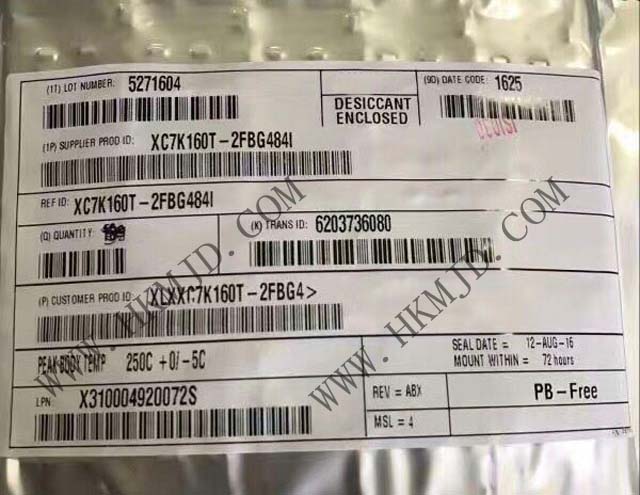 (1T) LOT NUMBER: 5271604
DESICCANT
ENCLOSED
(9D) DATE CODE: 1625
(1P) SUPPLIER PROD ID: XC7K160T-2FBG484I
REF ID: XC7K160T-2FBG484I
(Q) QUANTITY:
(K) TRANS ID: 6203736080
(P) CUSTOMER PROD ID: XLXXC7K160T-2FBG4>
PEAK BODY TEMP 250C +0/-5C
SEAL DATE = 12-AUG-16
MOUNT WITHIN = 72 hours
LPN: X310004920072S
REV = ABX
MSL = 4
PB-Free
WWW.HKMJD.COM
WWW.HKMJD.COM